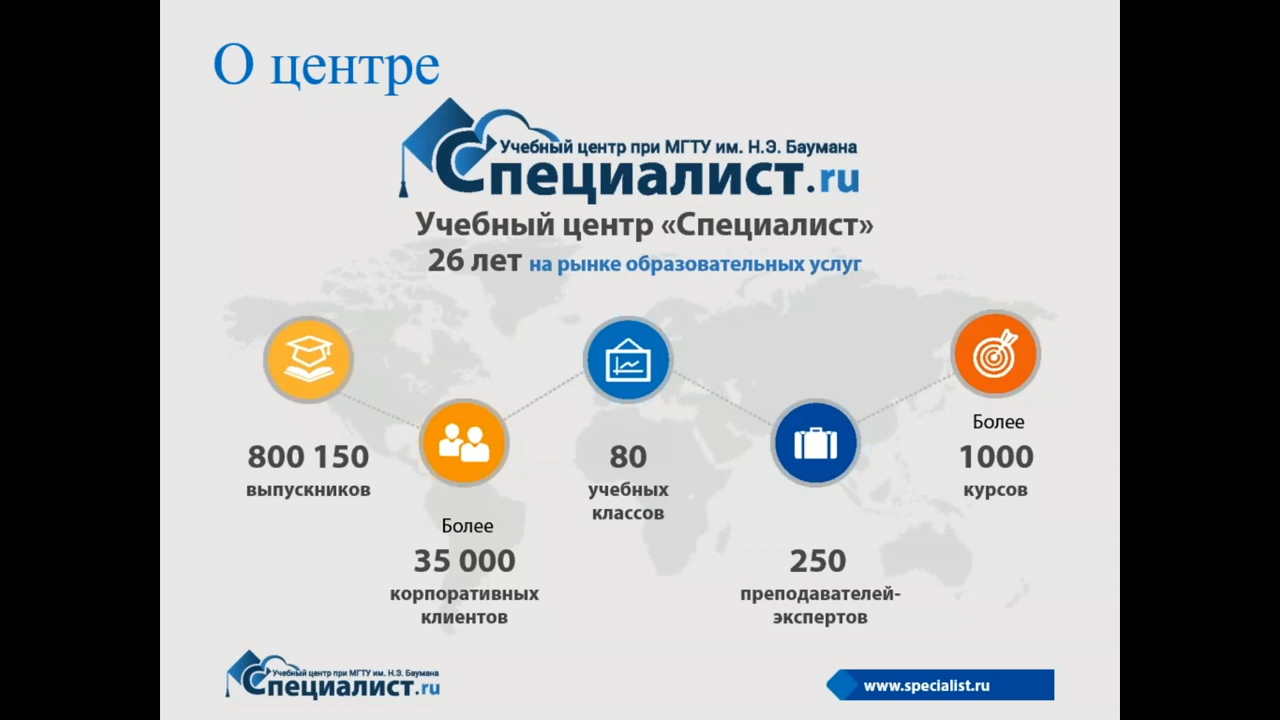 О центре
Учебный центр при МГТУ им. Н.Э. Баумана
Специалист.ru
Учебный центр «Специалист»
26 лет на рынке образовательных услуг
800 150
выпускников
Более
35 000
корпоративных
клиентов
80
учебных
классов
250
преподавателей-
экспертов
Более
1000
курсов
Учебный центр при МГТУ им. Н.Э. Баумана
Специалист.ru
www.specialist.ru